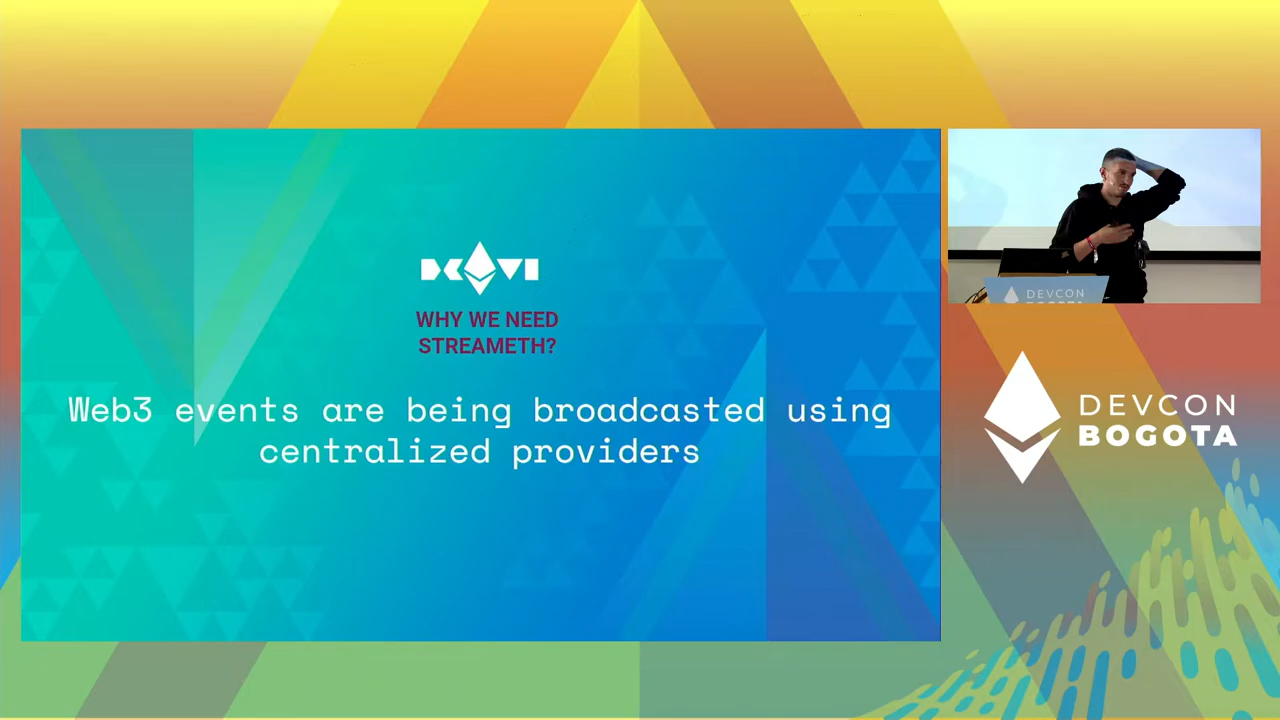 WHY WE NEED
STREAMETH?
Web3 events are being broadcasted using
centralized providers
DEVCON
DEVCON
BOGOTA